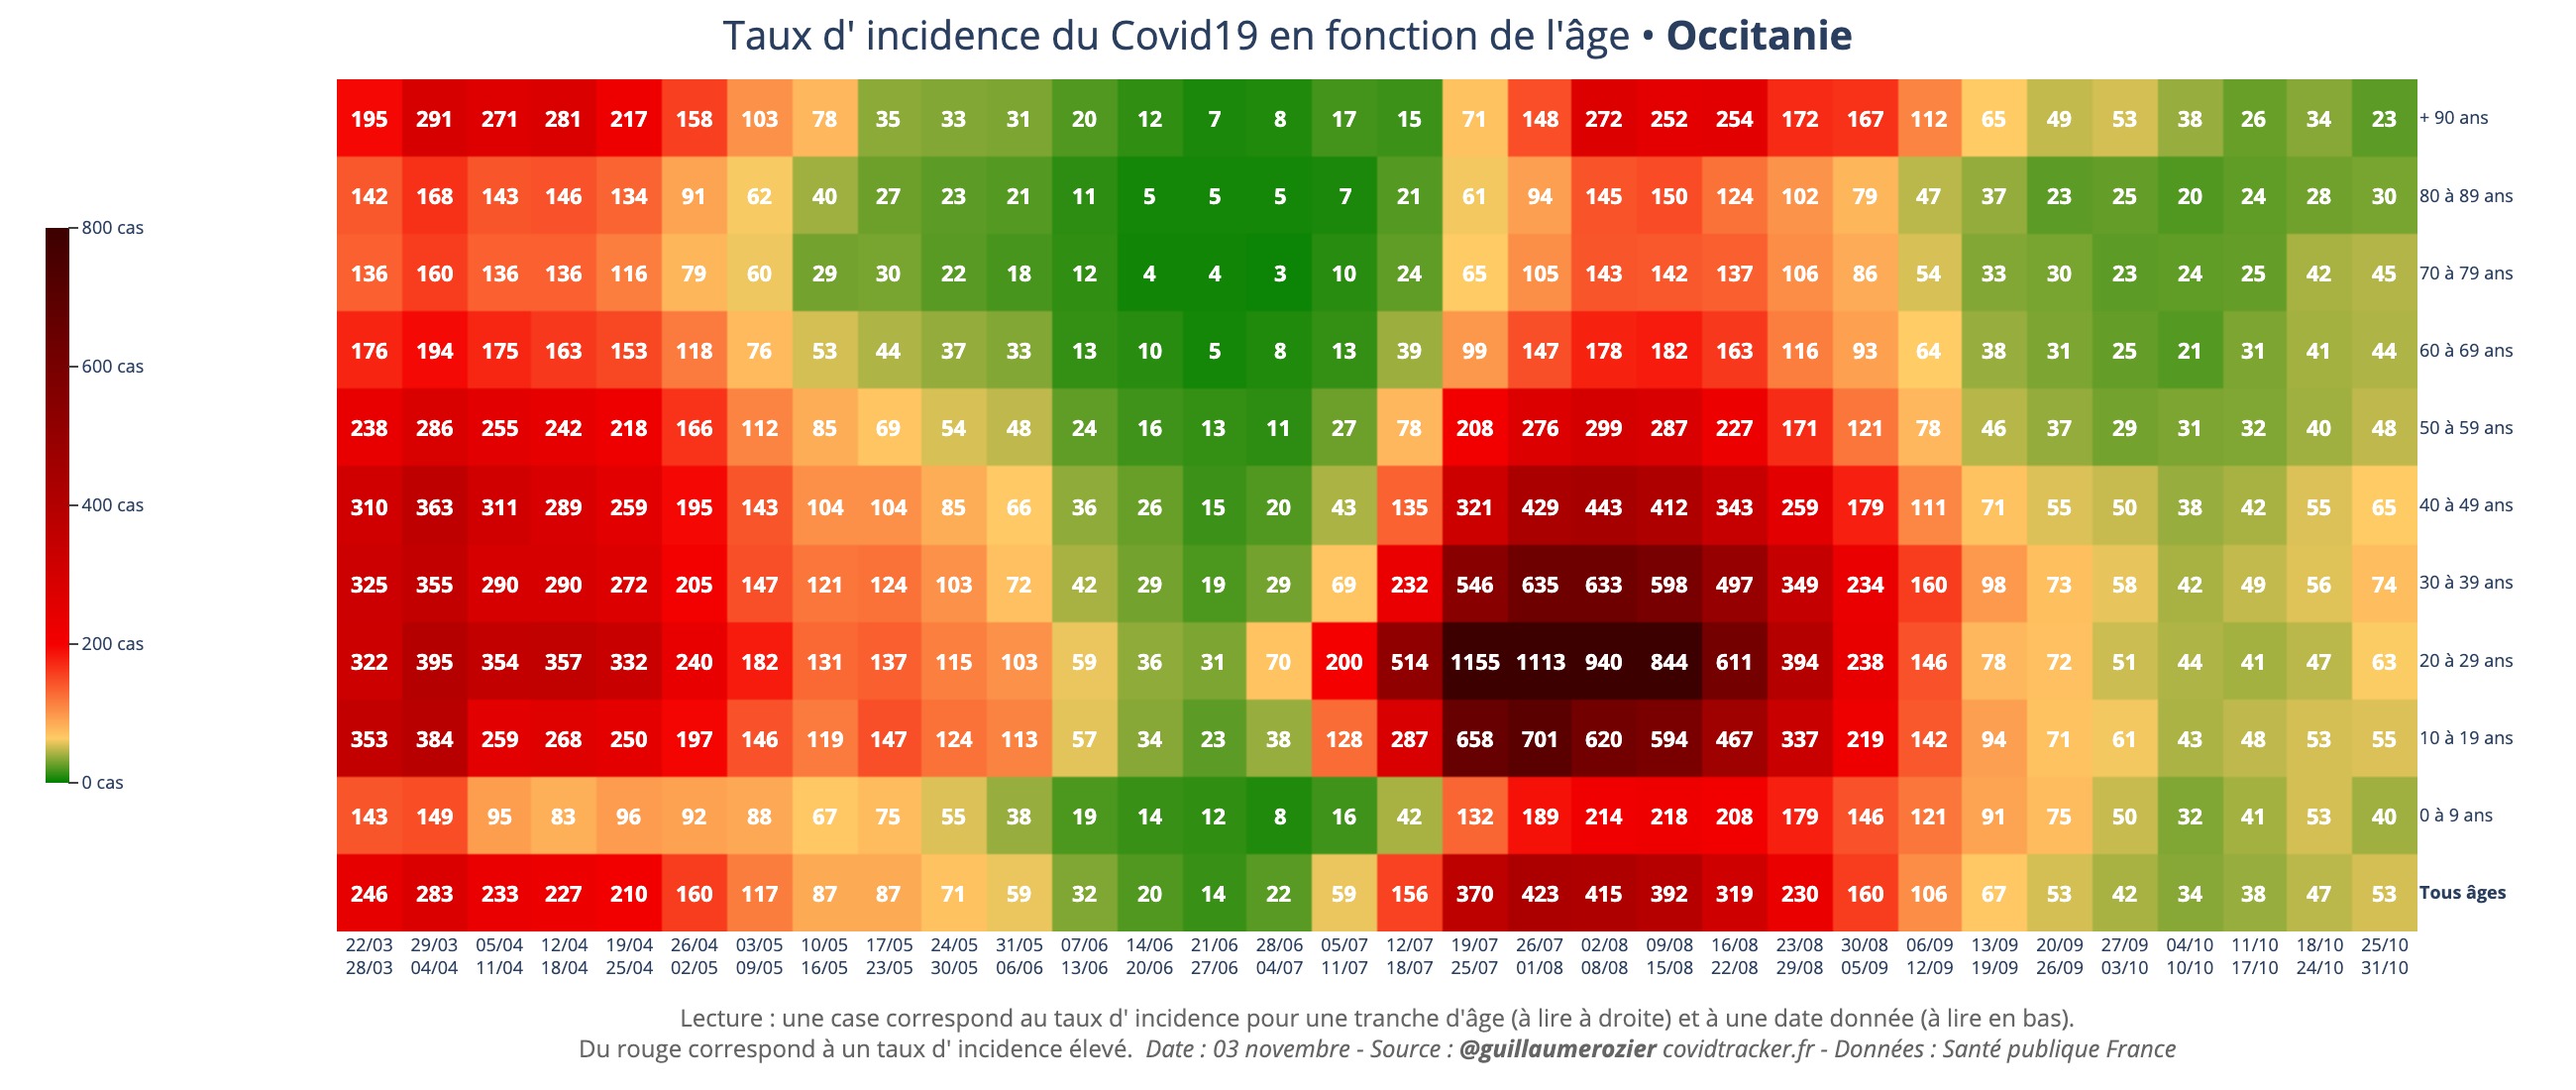 Taux d' incidence du Covid19 en fonction de l'âge • Occitanie
195 291 271 281 217 158 103 78 35 33 31 20 12 7 8 17 15 71 148 272 252 254 172 167 112 65 49 53 38 26 34 23 + 90 ans
142 168 143 146 134 91 62 40 27 23 21 11 5 5 5 7 21 61 94 145 150 124 102 79 47 37 23 25 20 24 28 30 80 à 89 ans
800 cas
136 160 136 136 116 79 60 29 30 22 18 12 4 4 3 10 24 65 105 143 142 137 106 86 54 33 30 23 24 25 42 45 70 à 79 ans
176 194 175 163 153 118 76 53 44 37 33 13 10 5 8 13 39 99 147 178 182 163 116 93 64 38 31 25 21 31 41 44 60 à 69 ans
600 cas
238 286 255 242 218 166 112 85 69 54 48 24 16 13 11 27 78 208 276 299 287 227 171 121 78 46 37 29 31 32 40 48 50 à 59 ans
400 cas
310 363 311 289 259 195 143 104 104 85 66 36 26 15 20 43 135 321 429 443 412 343 259 179 111 71 55 50 38 42 55 65 40 à 49 ans
325 355 290 290 272 205 147 121 124 103 72 42 29 19 29 69 232 546 635 633 598 497 349 234 160 98 73 58 42 49 56 74 30 à 39 ans
200 cas
322 395 354 357 332 240 182 131 137 115 103 59 36 31 70 200 514 1155 1113 940 844 611 394 238 146 78 72 51 44 41 47 63 20 à 29 ans
353 384 259 268 250 197 146 119 147 124 113 57 34 23 38 128 287 658 701 620 594 467 337 219 142 94 71 61 43 48 53 55 10 à 19 ans
0 cas
143 149 95 83 96 92 88 67 75 55 38 19 14 12 8 16 42 132 189 214 218 208 179 146 121 91 75 50 32 41 53 40 0 à 9 ans
246 283 233 227 210 160 117 87 87 71 59 32 20 14 22 59 156 370 423 415 392 319 230 160 106 67 53 42 34 38 47 53 Tous âges
22/03 29/03 05/04 12/04 19/04 26/04 03/05 10/05 17/05 24/05 31/05 07/06 14/06 21/06 28/06 05/07 12/07 19/07 26/07 02/08 09/08 16/08 23/08 30/08 06/09 13/09 20/09 27/09 04/10 11/10 18/10 25/10
28/03 04/04 11/04 18/04 25/04 02/05 09/05 16/05 23/05 30/05 06/06 13/06 20/06 27/06 04/07 11/07 18/07 25/07 01/08 08/08 15/08 22/08 29/08 05/09 12/09 19/09 26/09 03/10 10/10 17/10 24/10 31/10
Lecture : une case correspond au taux d' incidence pour une tranche d'âge (à lire à droite) et à une date donnée (à lire en bas).
Du rouge correspond à un taux d' incidence élevé. Date : 03 novembre - Source : @guillaumerozier covidtracker.fr - Données : Santé publique France